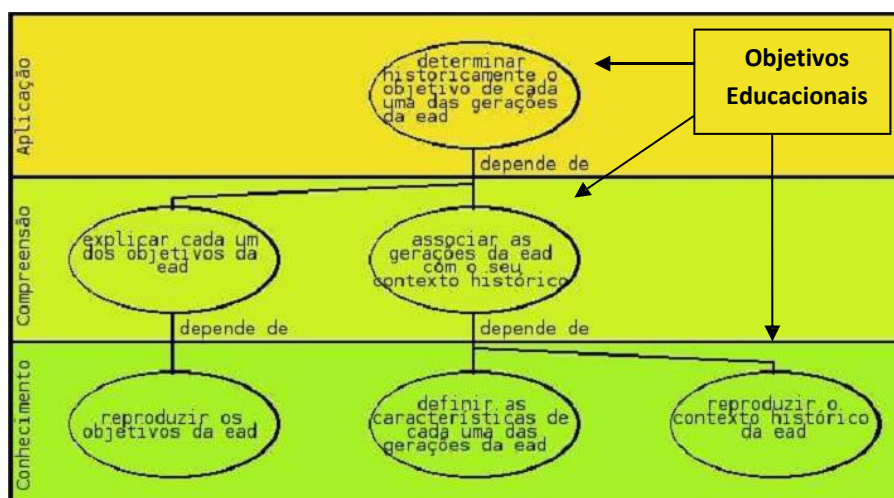 Aplicação
determinar
historicamente o
objetivo de cada
uma das gerações
da ead
Objetivos
Educacionais
depende de
Compreensão
explicar cada um
dos objetivos da
ead
associar as
gerações da ead
com o seu
contexto histórico
depende de
depende de
Conhecimento
reproduzir os
objetivos da ead
definir as
características de
cada uma das
gerações da ead
reproduzir o
contexto histórico
da ead